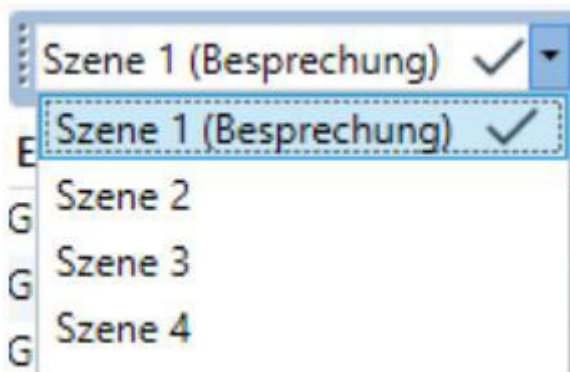 Szene 1 (Besprechung)
Szene 1 (Besprechung)
E
Szene 2
G
Szene 3
G
Szene 4
G